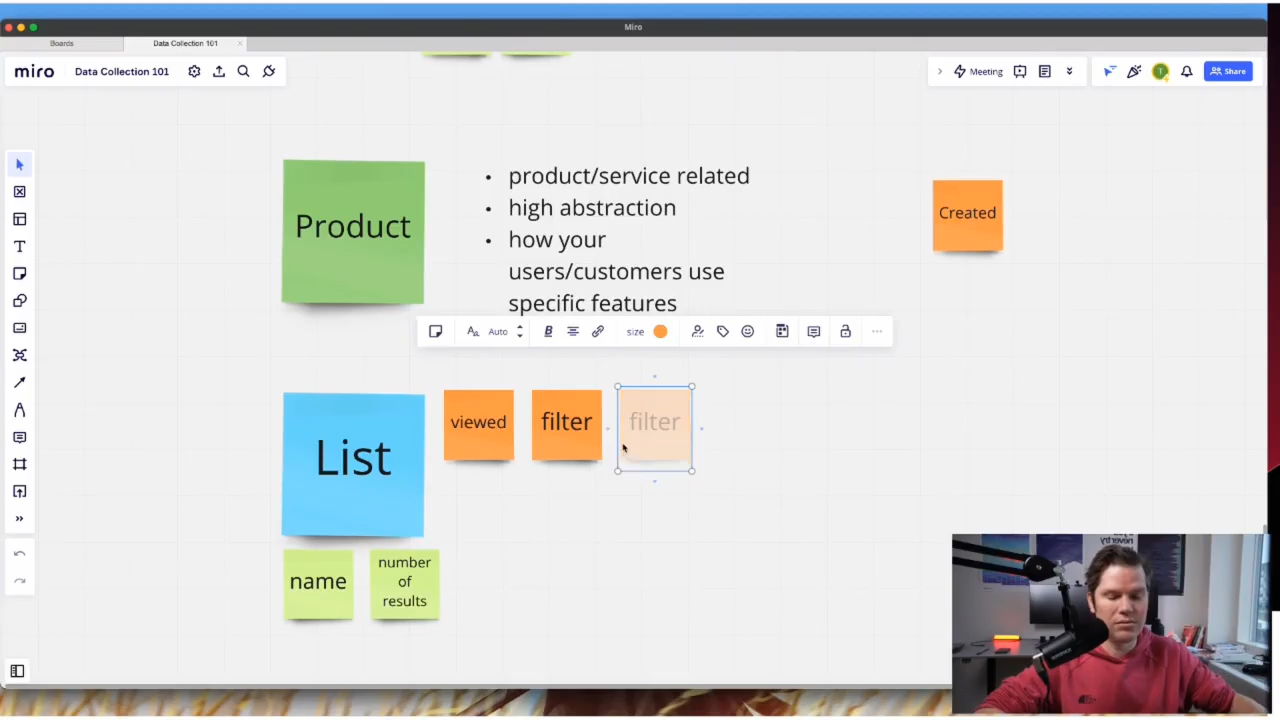 Miro
Boards
Data Collection 101
miro
Data Collection 101
Meeting
T
Share
Product
• product/service related
• high abstraction
• how your
users/customers use
specific features
Created
Aa Auto
B
size
List
viewed
filter
filter
name
number
of
results